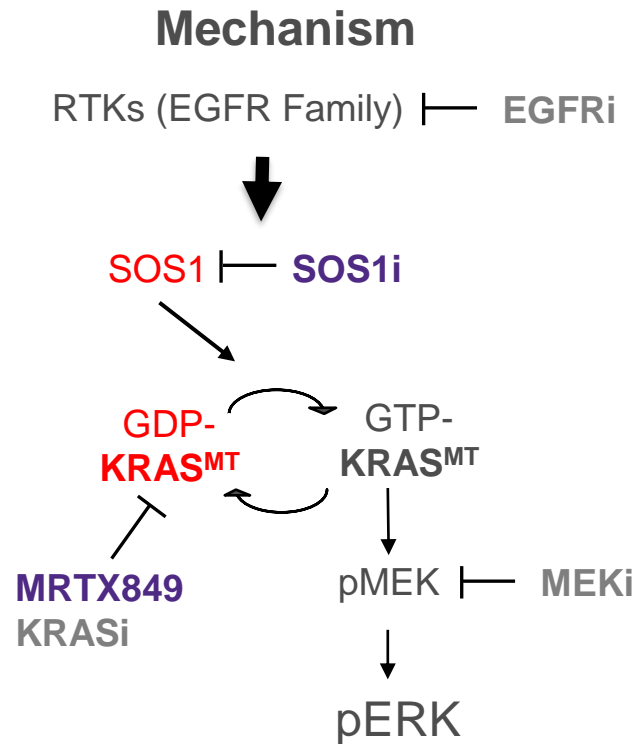 Mechanism
RTKs (EGFR Family)
EGFRi
SOS1
SOS1i
GDP-
KRASᴹᵀ
GTP-
KRASᴹᵀ
MRTX849
KRASi
pMEK
MEKi
pERK